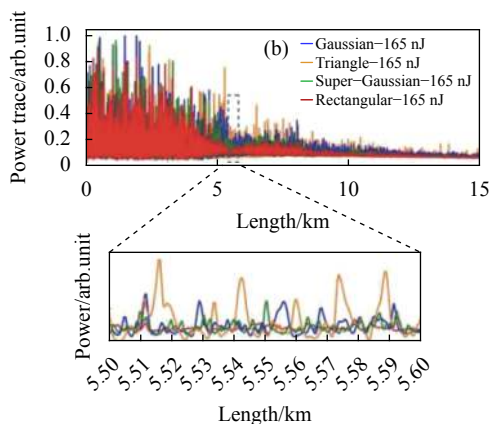 Power trace/arb.unit
1.0
0.8
0.6
0.4
0.2
0
(b)
Gaussian−165 nJ
Triangle−165 nJ
Super−Gaussian−165 nJ
Rectangular−165 nJ
0 5 10 15
Length/km
Power/arb.unit
5.50 5.51 5.52 5.53 5.54 5.55 5.56 5.57 5.58 5.59 5.60
Length/km